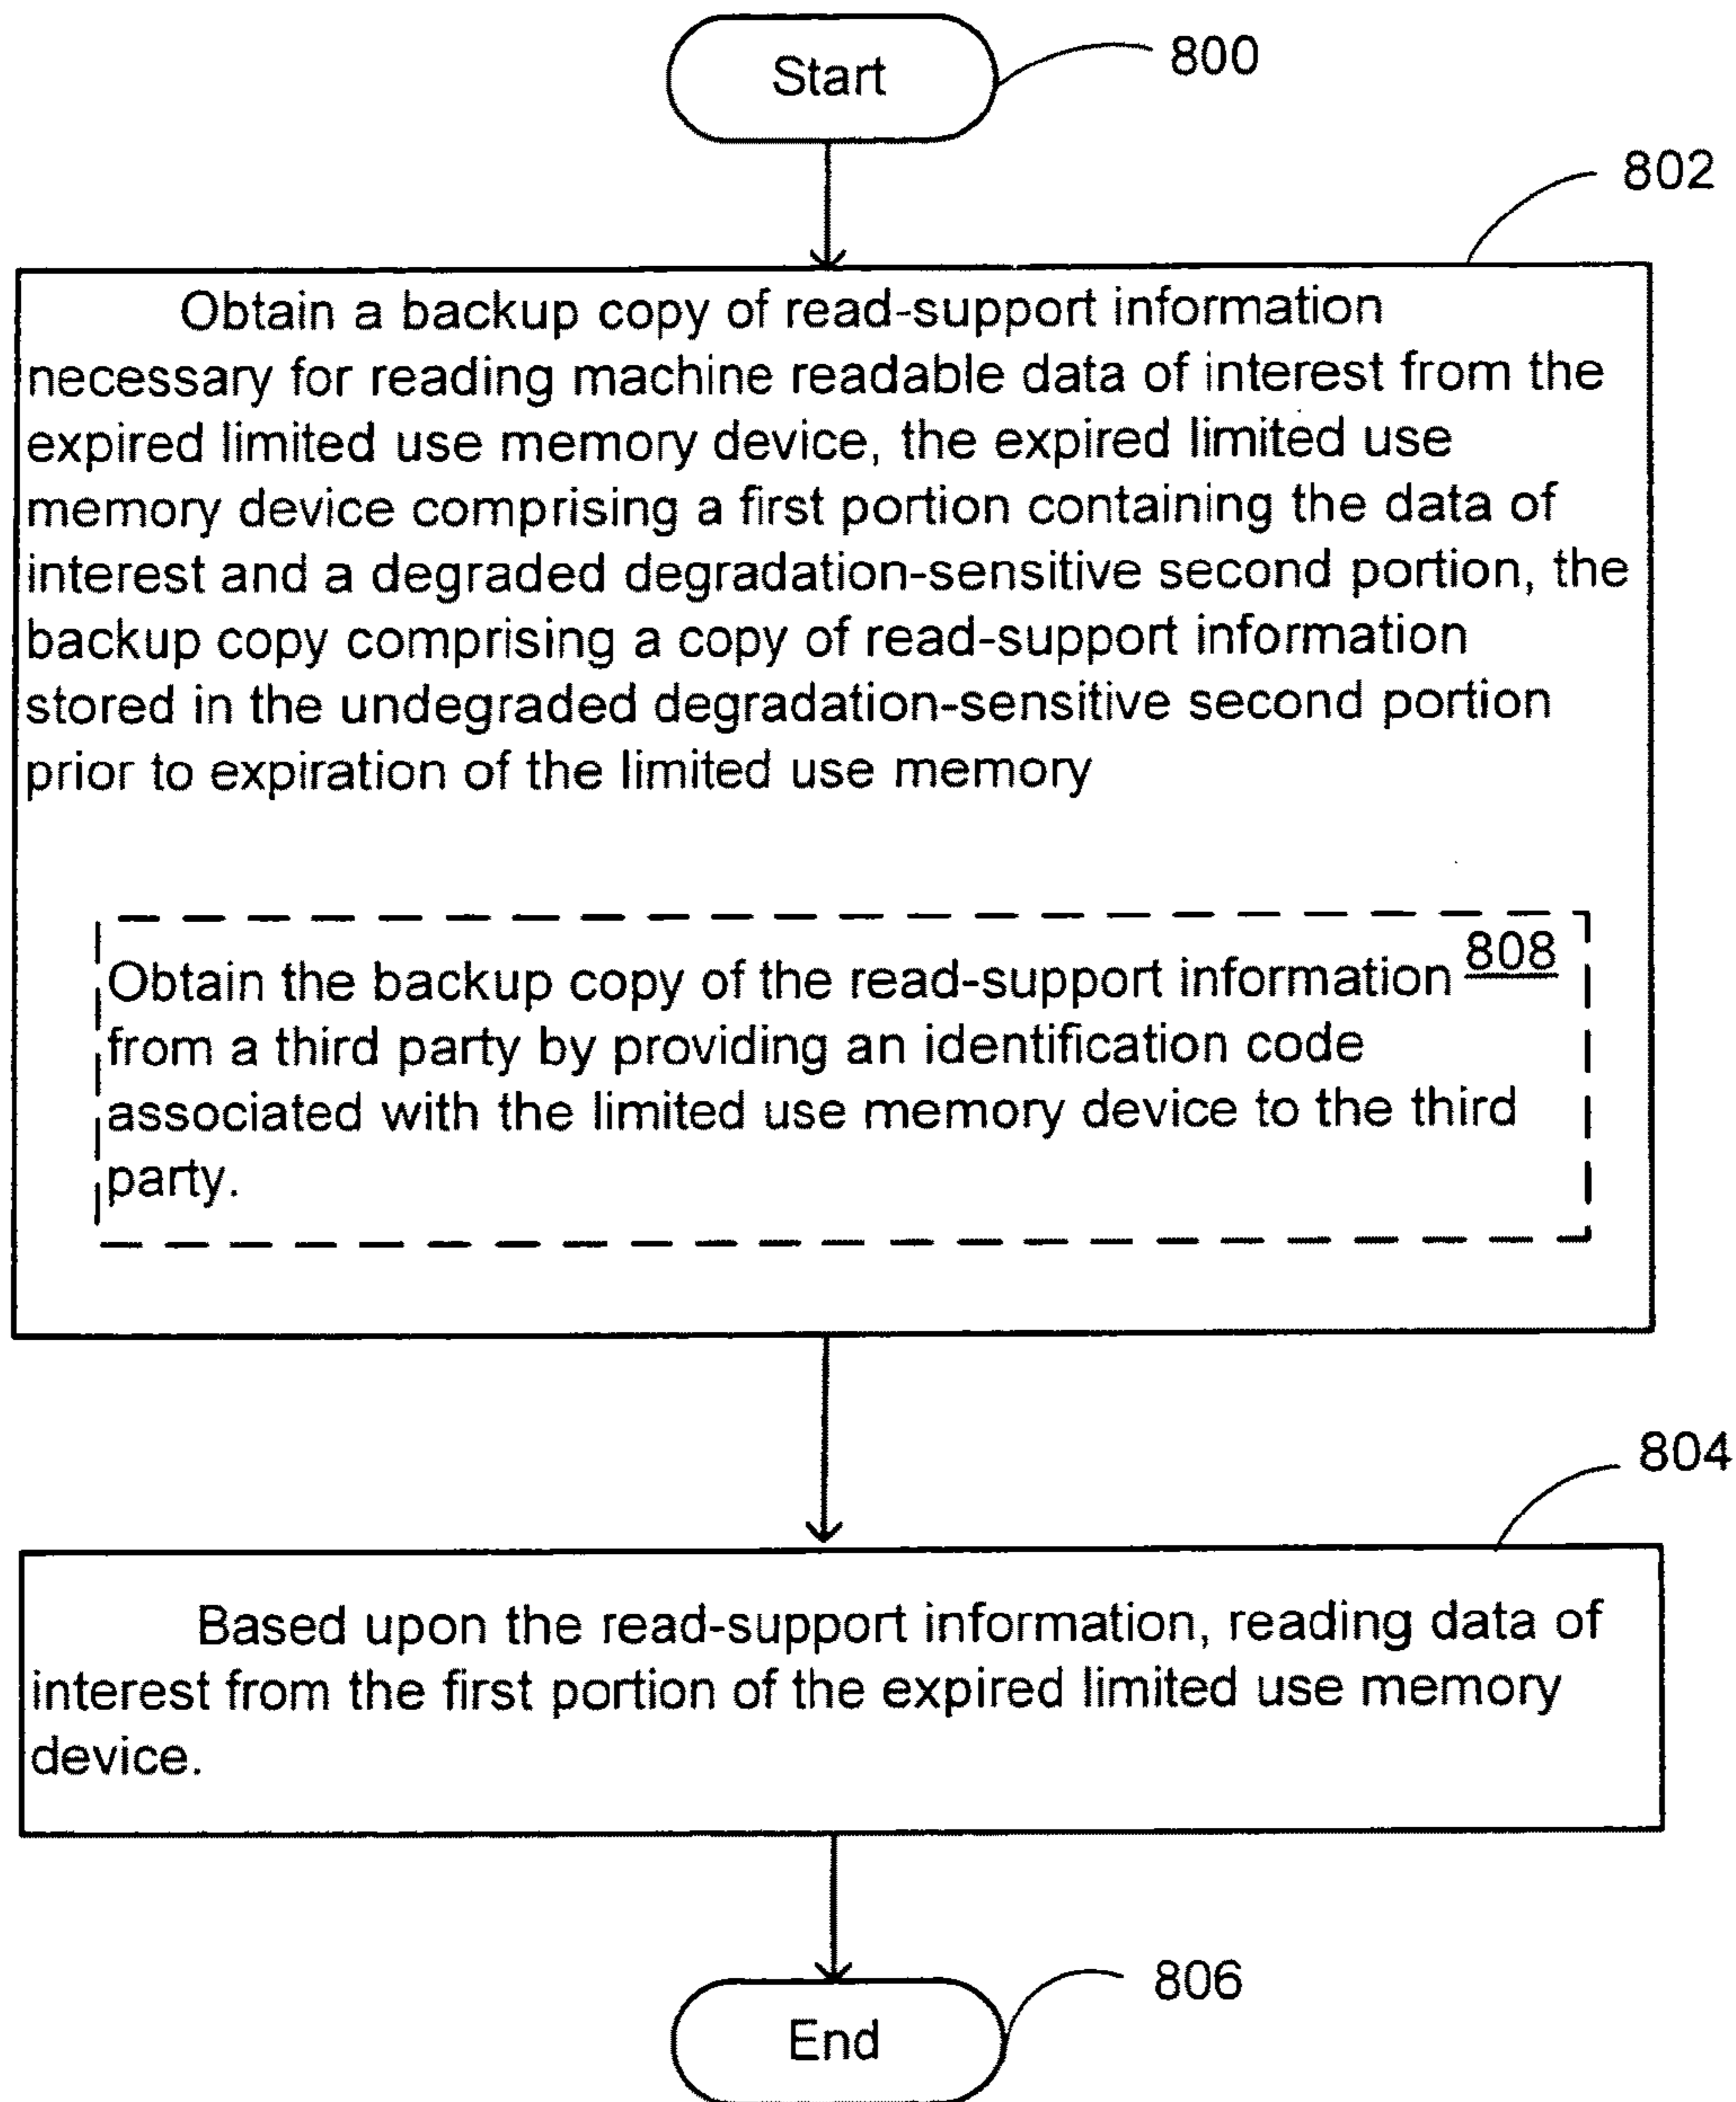 Start
800
802
Obtain a backup copy of read-support information
necessary for reading machine readable data of interest from the
expired limited use memory device, the expired limited use
memory device comprising a first portion containing the data of
interest and a degraded degradation-sensitive second portion, the
backup copy comprising a copy of read-support information
stored in the undegraded degradation-sensitive second portion
prior to expiration of the limited use memory
Obtain the backup copy of the read-support information 808
from a third party by providing an identification code
associated with the limited use memory device to the third
party.
804
Based upon the read-support information, reading data of
interest from the first portion of the expired limited use memory
device.
806
End